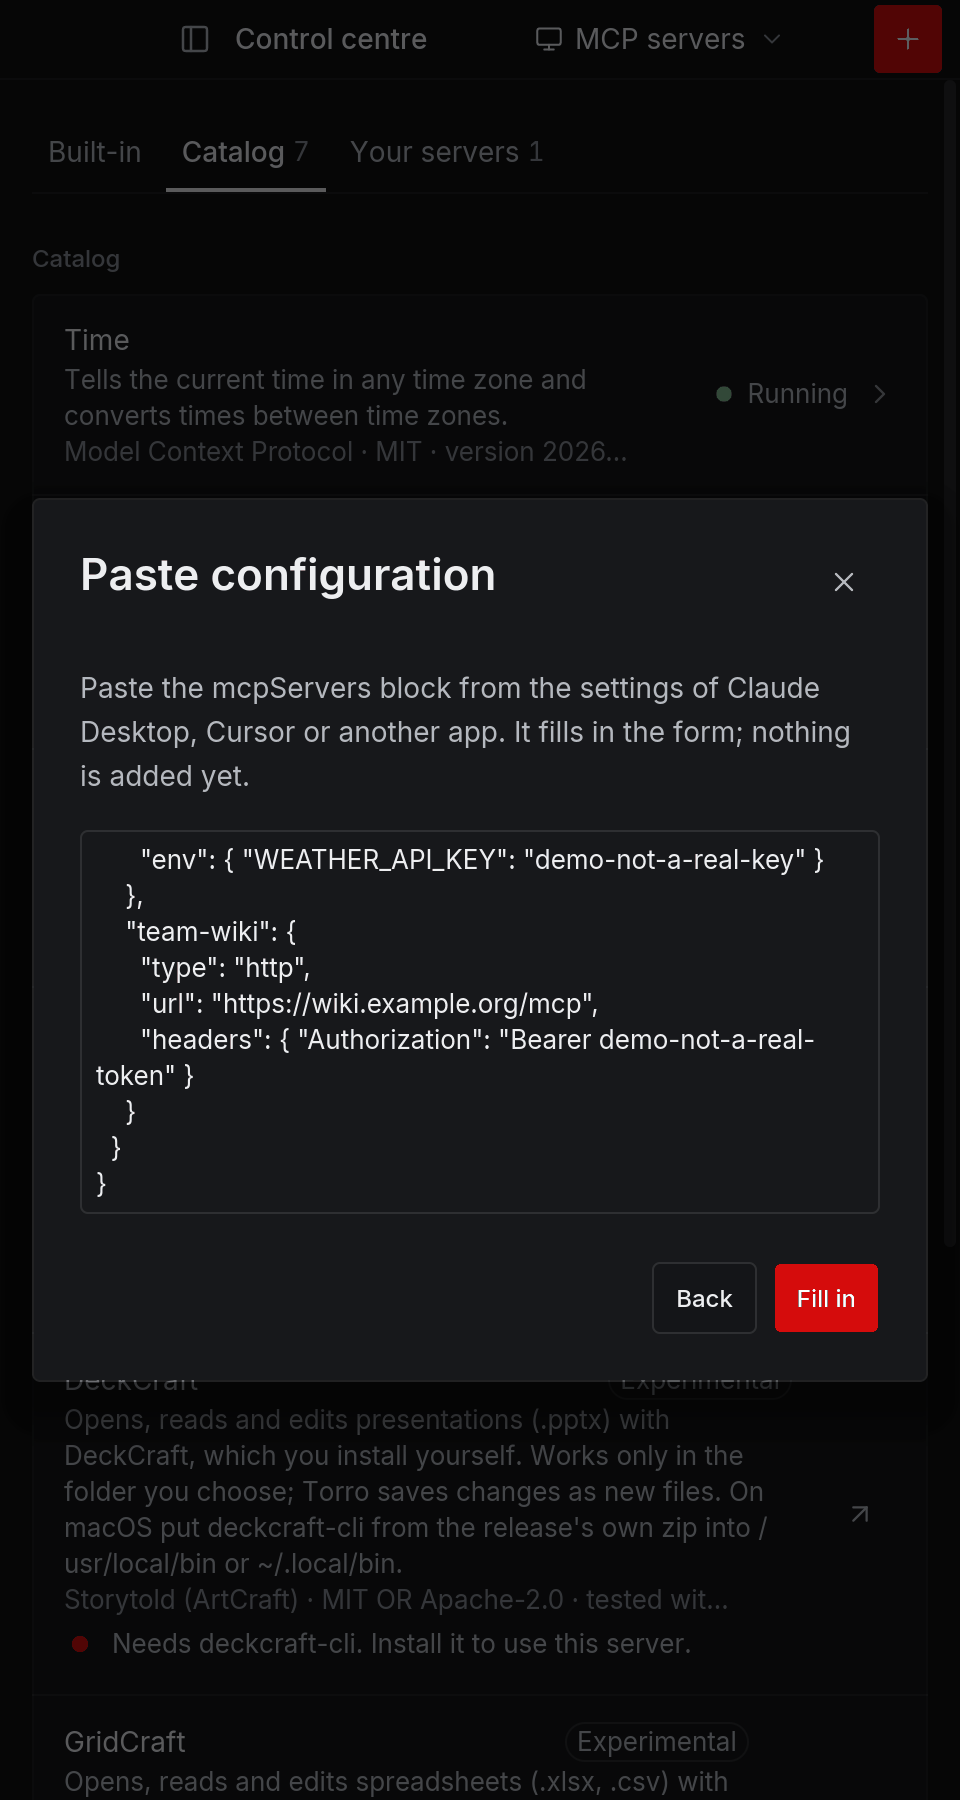 Control centre
MCP servers
Built-in
Catalog 7
Your servers 1
Catalog
Time
Tells the current time in any time zone and
converts times between time zones.
Model Context Protocol · MIT · version 2026...
Running
Paste configuration
Paste the mcpServers block from the settings of Claude
Desktop, Cursor or another app. It fills in the form; nothing
is added yet.
"env": { "WEATHER_API_KEY": "demo-not-a-real-key" }
},
"team-wiki": {
"type": "http",
"url": "https://wiki.example.org/mcp",
"headers": { "Authorization": "Bearer demo-not-a-real-
token" }
}
}
}
Back
Fill in
DeckCraft
Experimental
Opens, reads and edits presentations (.pptx) with
DeckCraft, which you install yourself. Works only in the
folder you choose; Torro saves changes as new files. On
macOS put deckcraft-cli from the release's own zip into /
usr/local/bin or ~/.local/bin.
Storytold (ArtCraft) · MIT OR Apache-2.0 · tested wit...
Needs deckcraft-cli. Install it to use this server.
GridCraft
Experimental
Opens, reads and edits spreadsheets (.xlsx, .csv) with